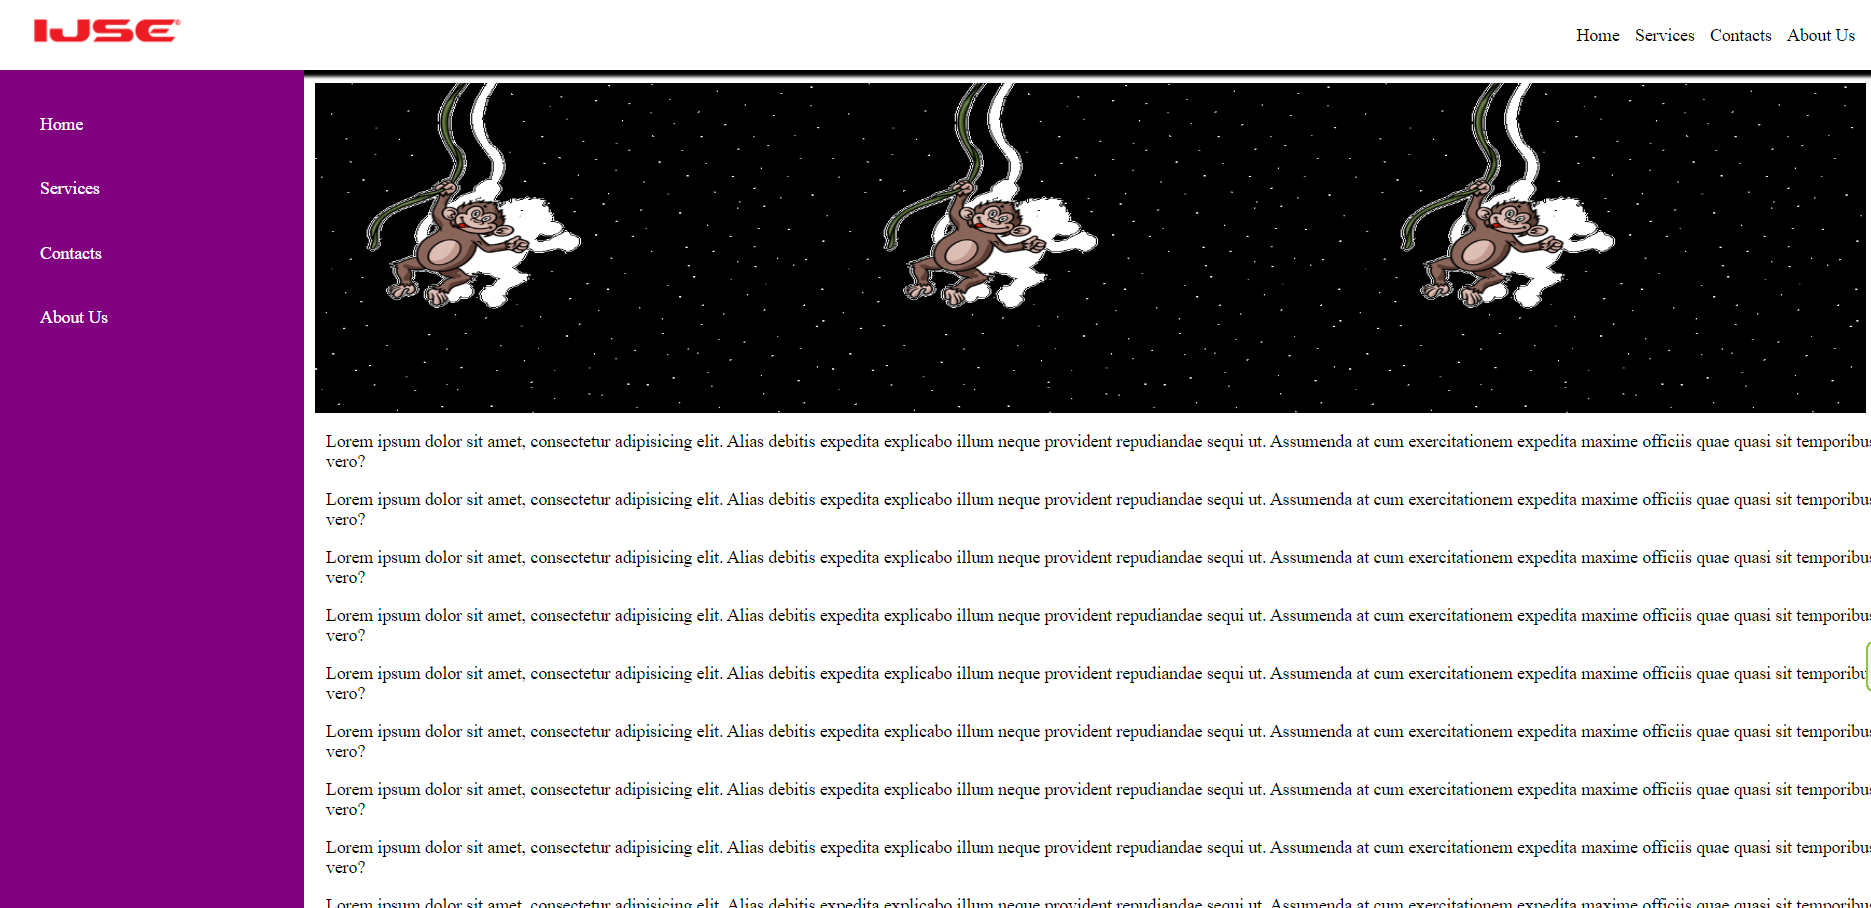 IJSE®
Home Services Contacts About Us
Home
Services
Contacts
About Us
Lorem ipsum dolor sit amet, consectetur adipisicing elit. Alias debitis expedita explicabo illum neque provident repudiandae sequi ut. Assumenda at cum exercitationem expedita maxime officiis quae quasi sit temporibus
vero?
Lorem ipsum dolor sit amet, consectetur adipisicing elit. Alias debitis expedita explicabo illum neque provident repudiandae sequi ut. Assumenda at cum exercitationem expedita maxime officiis quae quasi sit temporibus
vero?
Lorem ipsum dolor sit amet, consectetur adipisicing elit. Alias debitis expedita explicabo illum neque provident repudiandae sequi ut. Assumenda at cum exercitationem expedita maxime officiis quae quasi sit temporibus
vero?
Lorem ipsum dolor sit amet, consectetur adipisicing elit. Alias debitis expedita explicabo illum neque provident repudiandae sequi ut. Assumenda at cum exercitationem expedita maxime officiis quae quasi sit temporibus
vero?
Lorem ipsum dolor sit amet, consectetur adipisicing elit. Alias debitis expedita explicabo illum neque provident repudiandae sequi ut. Assumenda at cum exercitationem expedita maxime officiis quae quasi sit temporibu
vero?
Lorem ipsum dolor sit amet, consectetur adipisicing elit. Alias debitis expedita explicabo illum neque provident repudiandae sequi ut. Assumenda at cum exercitationem expedita maxime officiis quae quasi sit temporibus
vero?
Lorem ipsum dolor sit amet, consectetur adipisicing elit. Alias debitis expedita explicabo illum neque provident repudiandae sequi ut. Assumenda at cum exercitationem expedita maxime officiis quae quasi sit temporibus
vero?
Lorem ipsum dolor sit amet, consectetur adipisicing elit. Alias debitis expedita explicabo illum neque provident repudiandae sequi ut. Assumenda at cum exercitationem expedita maxime officiis quae quasi sit temporibus
vero?
Lorem ipsum dolor sit amet, consectetur adipisicing elit. Alias debitis expedita explicabo illum neque provident repudiandae sequi ut. Assumenda at cum exercitationem expedita maxime officiis quae quasi sit temporibus